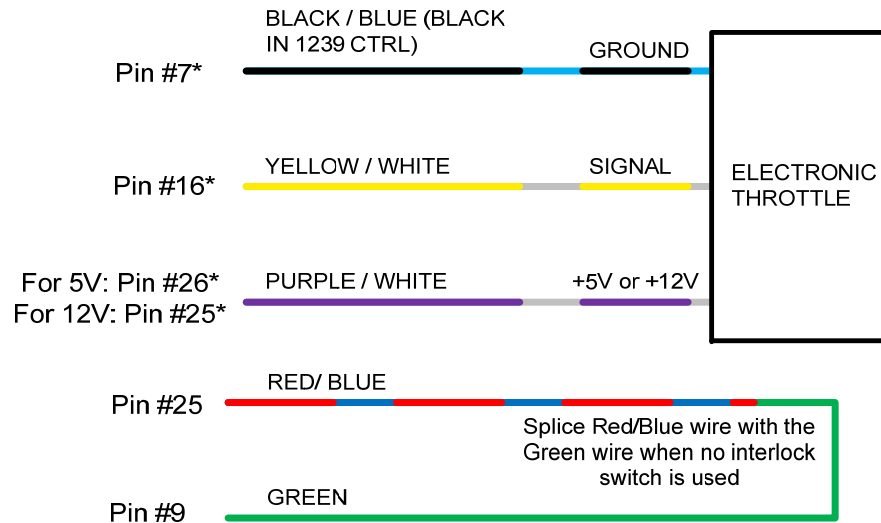 BLACK / BLUE (BLACK
IN 1239 CTRL)
GROUND
Pin #7*
YELLOW / WHITE
SIGNAL
Pin #16*
ELECTRONIC
THROTTLE
For 5V: Pin #26*
For 12V: Pin #25*
PURPLE / WHITE
+5V or +12V
RED/ BLUE
Pin #25
Splice Red/Blue wire with the
Green wire when no interlock
switch is used
GREEN
Pin #9